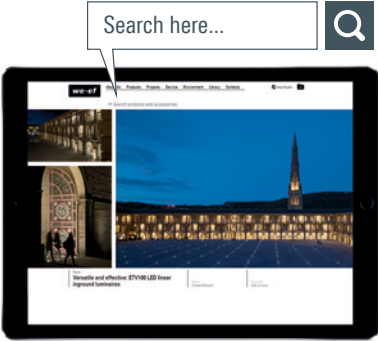 Search here...
we-ef
Products Projects Service Environment Library Contacts
Search products and accessories
Versatile and effective: ETV100 LED linear
inground luminaires